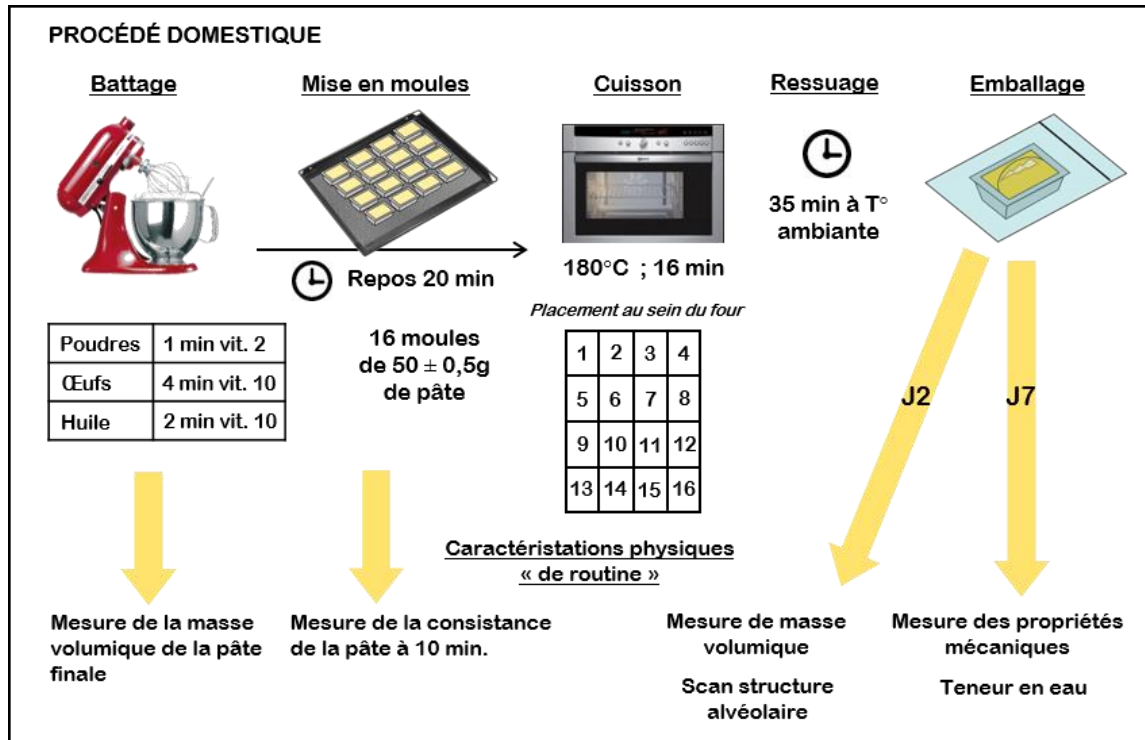 PROCÉDÉ DOMESTIQUE
Battage
Mise en moules
Cuisson
Ressuage
Emballage
Repos 20 min
180°C ; 16 min
35 min à T°
ambiante
Placement au sein du four
Poudres 1 min vit. 2
Œufs 4 min vit. 10
Huile 2 min vit. 10
16 moules
de 50 ± 0,5g
de pâte
1 2 3 4
5 6 7 8
9 10 11 12
13 14 15 16
J2
J7
Caractéristations physiques
« de routine »
Mesure de la masse
volumique de la pâte
finale
Mesure de la consistance
de la pâte à 10 min.
Mesure de masse
volumique
Scan structure
alvéolaire
Mesure des propriétés
mécaniques
Teneur en eau